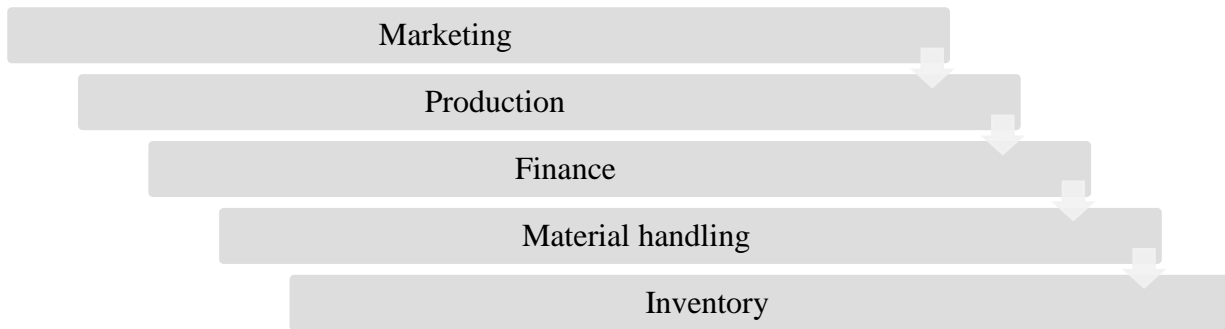 Marketing
Production
Finance
Material handling
Inventory